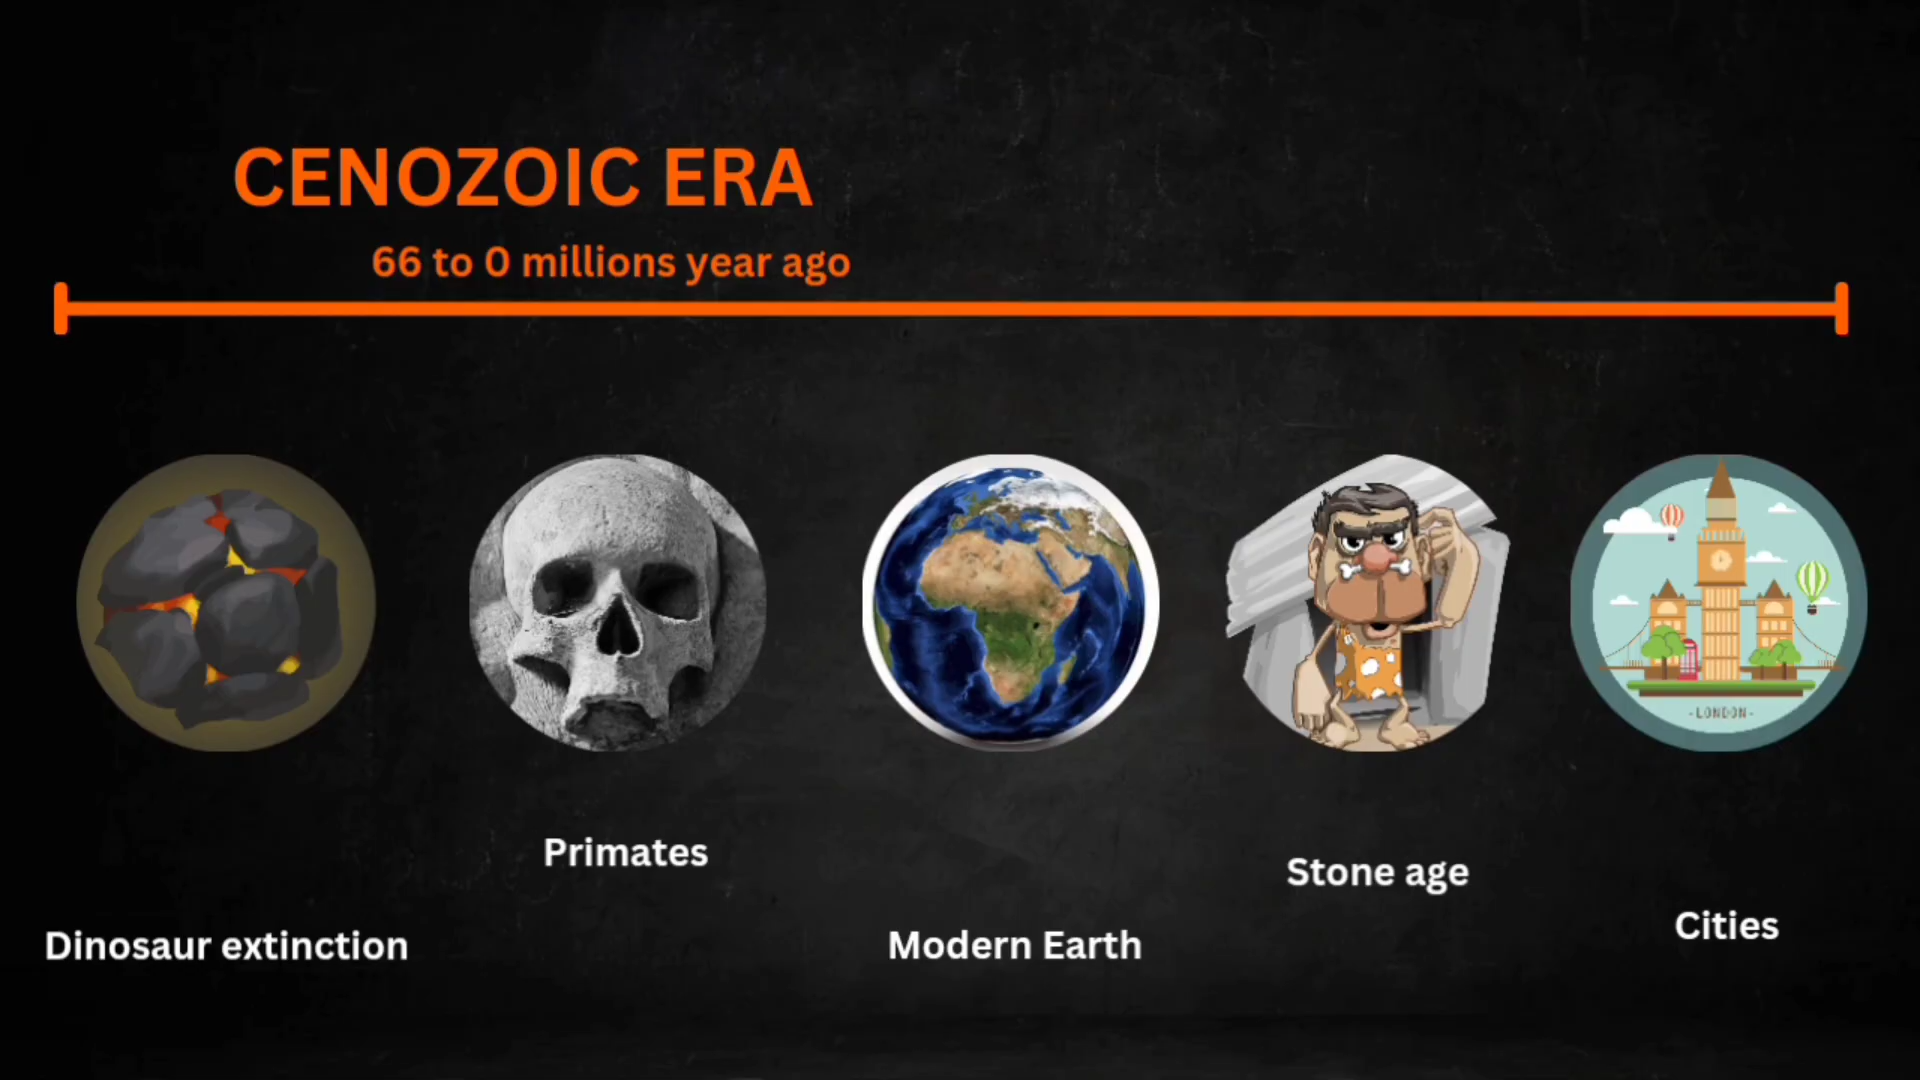 CENOZOIC ERA
66 to 0 millions year ago
-LONDON-
Primates
Stone age
Cities
Dinosaur extinction
Modern Earth